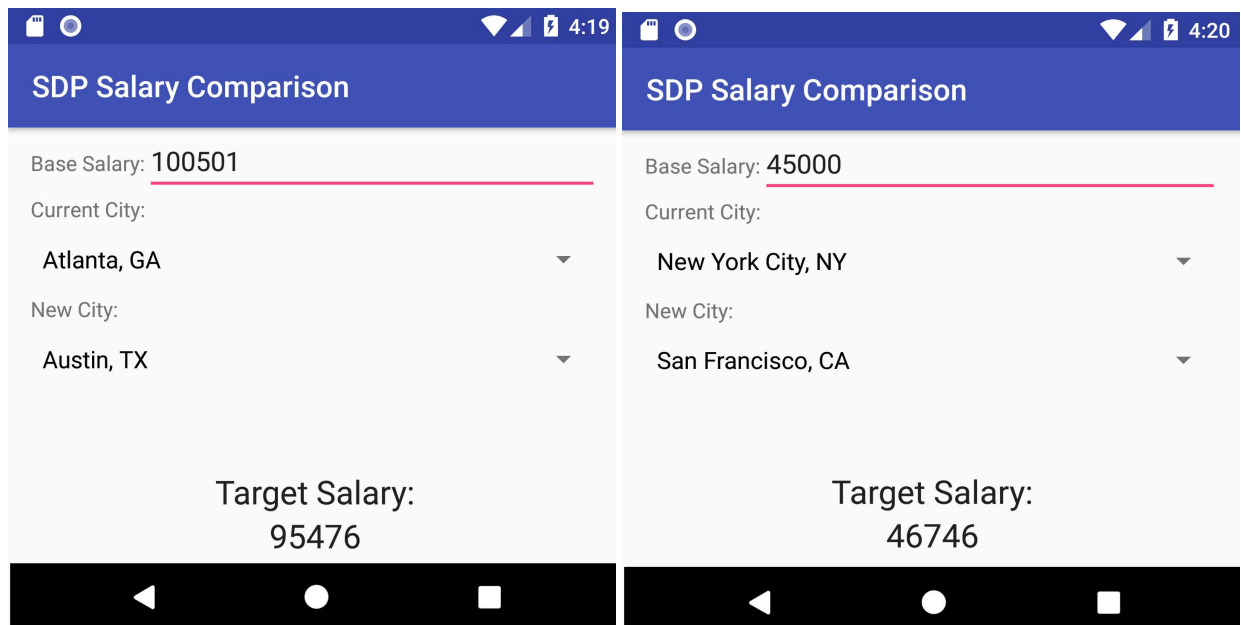 4:19
SDP Salary Comparison
Base Salary: 100501
Current City:
Atlanta, GA
New City:
Austin, TX
Target Salary:
95476
4:20
SDP Salary Comparison
Base Salary: 45000
Current City:
New York City, NY
New City:
San Francisco, CA
Target Salary:
46746